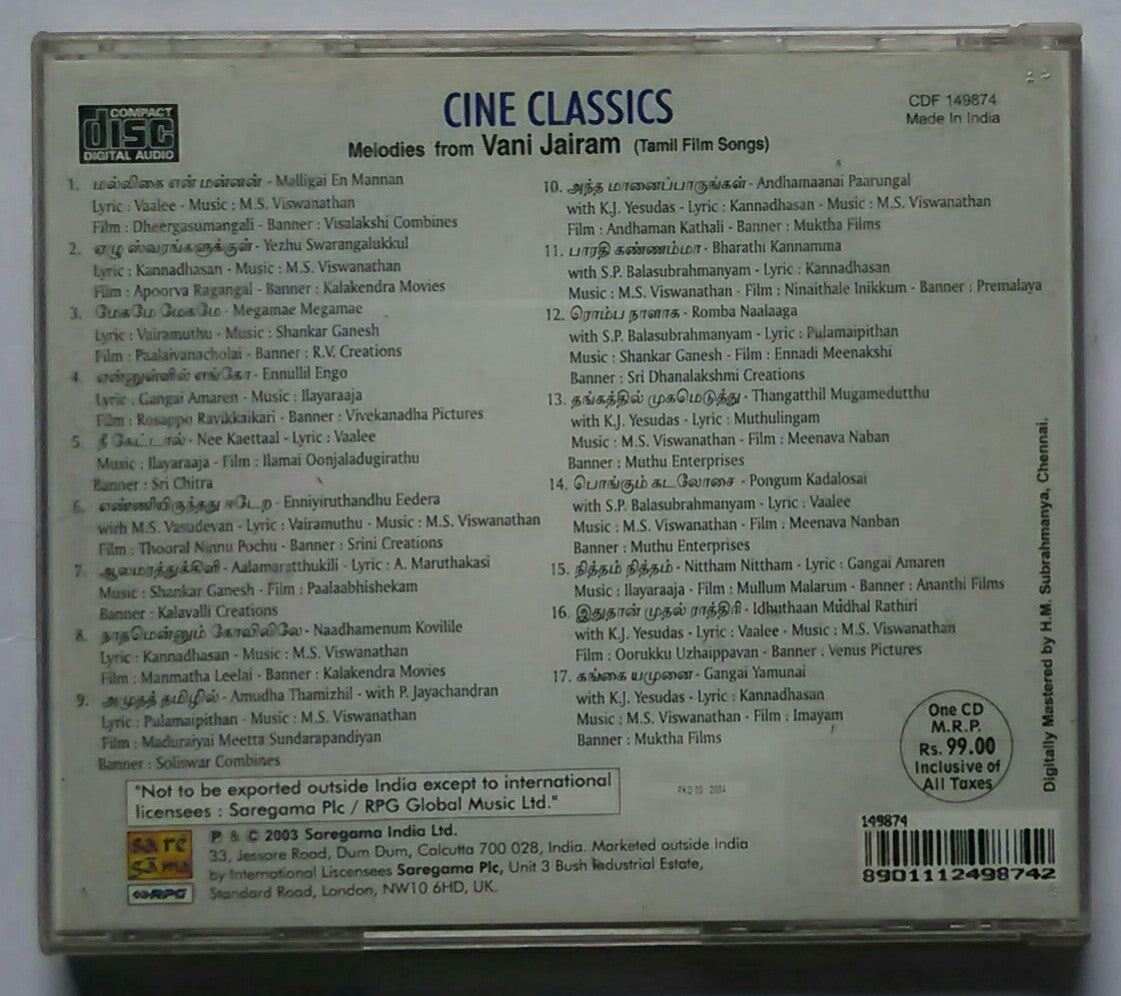 COMPACT
disc
DIGITAL AUDIO
CINE CLASSICS
Melodies from Vani Jairam (Tamil Film Songs)
CDF 149874
Made In India
1. மல்லிகை என் மன்னன் - Malligai En Mannan
Lyric : Vaalee - Music : M.S. Viswanathan
Film : Dheergasumangali - Banner : Visalakshi Combines
2. ஏழு ஸ்வரங்களுக்குள் - Yezhu Swarangalukkul
Lyric : Kannadhasan - Music : M.S. Viswanathan
Film : Apoorva Ragangal - Banner : Kalakendra Movies
3. மேகமே மேகமே - Megamae Megamae
Lyric : Vairamuthu - Music : Shankar Ganesh
Film : Paalaivanacholai - Banner : R.V. Creations
4. என்னுள்ளில் எங்கோ - Ennullil Engo
Lyric : Gangai Amaren - Music : Ilayaraaja
Film : Rosappo Ravikkaikari - Banner : Vivekanadha Pictures
5. நீ கேட்டால் - Nee Kaettaal - Lyric : Vaalee
Music : Ilayaraaja - Film : Ilamai Oonjaladugirathu
Banner : Sri Chitra
6. எண்ணியிருந்தது ஈடேற - Enniyiruthandhu Eedera
wirh M.S. Vasudevan - Lyric : Vairamuthu - Music : M.S. Viswanathan
Film : Thooral Ninnu Pochu - Banner : Srini Creations
7. ஆலமரத்துக்கிளி - Aalamaratthukili - Lyric : A. Maruthakasi
Music : Shankar Ganesh - Film : Paalaabhishekam
Banner : Kalavalli Creations
8. நாதமென்னும் கோவிலிலே - Naadhamenum Kovilile
Lyric : Kannadhasan - Music : M.S. Viswanathan
Film : Manmatha Leelai - Banner : Kalakendra Movies
9. அமுதத் தமிழில் - Amudha Thamizhil - with P. Jayachandran
Lyric : Pulamaipithan - Music : M.S. Viswanathan
Film : Maduraiyai Meetta Sundarapandiyan
Banner : Soliswar Combines
10. அந்த மானைப்பாருங்கள் - Andhamaanai Paarungal
with K.J. Yesudas - Lyric : Kannadhasan - Music : M.S. Viswanathan
Film : Andhaman Kathali - Banner : Muktha Films
11. பாரதி கண்ணம்மா - Bharathi Kannamma
with S.P. Balasubrahmanyam - Lyric : Kannadhasan
Music : M.S. Viswanathan - Film : Ninaithale Inikkum - Banner : Premalaya
12. ரொம்ப நாளாக - Romba Naalaaga
with S.P. Balasubrahmanyam - Lyric : Pulamaipithan
Music : Shankar Ganesh - Film : Ennadi Meenakshi
Banner : Sri Dhanalakshmi Creations
13. தங்கத்தில் முகமெடுத்து - Thangatthil Mugamedutthu
with K.J. Yesudas - Lyric : Muthulingam
Music : M.S. Viswanathan - Film : Meenava Naban
Banner : Muthu Enterprises
14. பொங்கும் கடலோசை - Pongum Kadalosai
with S.P. Balasubrahmanyam - Lyric : Vaalee
Music : M.S. Viswanathan - Film : Meenava Nanban
Banner : Muthu Enterprises
15. நித்தம் நித்தம் - Nittham Nittham - Lyric : Gangai Amaren
Music : Ilayaraaja - Film : Mullum Malarum - Banner : Ananthi Films
16. இதுதான் முதல் ராத்திரி - Idhuthaan Mudhal Rathiri
with K.J. Yesudas - Lyric : Vaalee - Music : M.S. Viswanathan
Film : Oorukku Uzhaippavan - Banner : Venus Pictures
17. கங்கை யமுனை - Gangai Yamunai
with K.J. Yesudas - Lyric : Kannadhasan
Music : M.S. Viswanathan - Film : Imayam
Banner : Muktha Films
Digitally Mastered by H.M. Subrahmanya, Chennai.
One CD
M.R.P.
Rs. 99.00
Inclusive of
All Taxes
"Not to be exported outside India except to international
licensees : Saregama Plc / RPG Global Music Ltd."
PKD 03 2004
sa re
ga ma
RPG
P & © 2003 Saregama India Ltd.
33, Jessore Road, Dum Dum, Calcutta 700 028, India. Marketed outside India
by International Liscensees Saregama Plc, Unit 3 Bush Industrial Estate,
Standard Road, London, NW10 6HD, UK.
149874
8901112498742